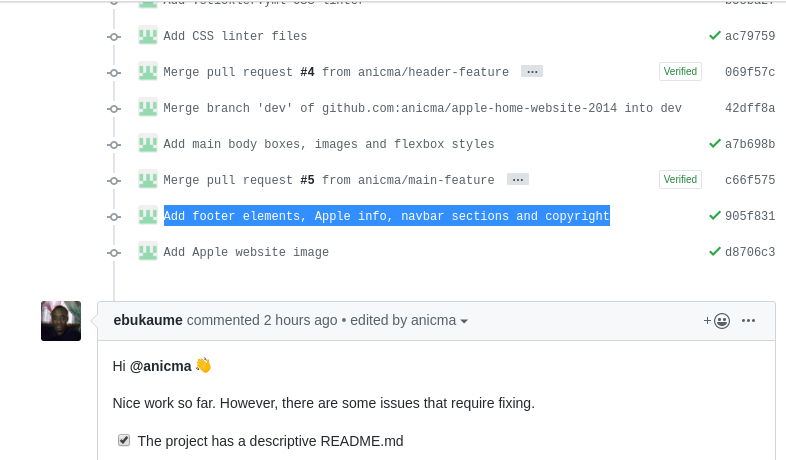 Add CSS linter files ac79759
Merge pull request #4 from anicma/header-feature … Verified 069f57c
Merge branch 'dev' of github.com:anicma/apple-home-website-2014 into dev 42dff8a
Add main body boxes, images and flexbox styles a7b698b
Merge pull request #5 from anicma/main-feature … Verified c66f575
Add footer elements, Apple info, navbar sections and copyright 905f831
Add Apple website image d8706c3
ebukaume commented 2 hours ago • edited by anicma
Hi @anicma 👋
Nice work so far. However, there are some issues that require fixing.
The project has a descriptive README.md